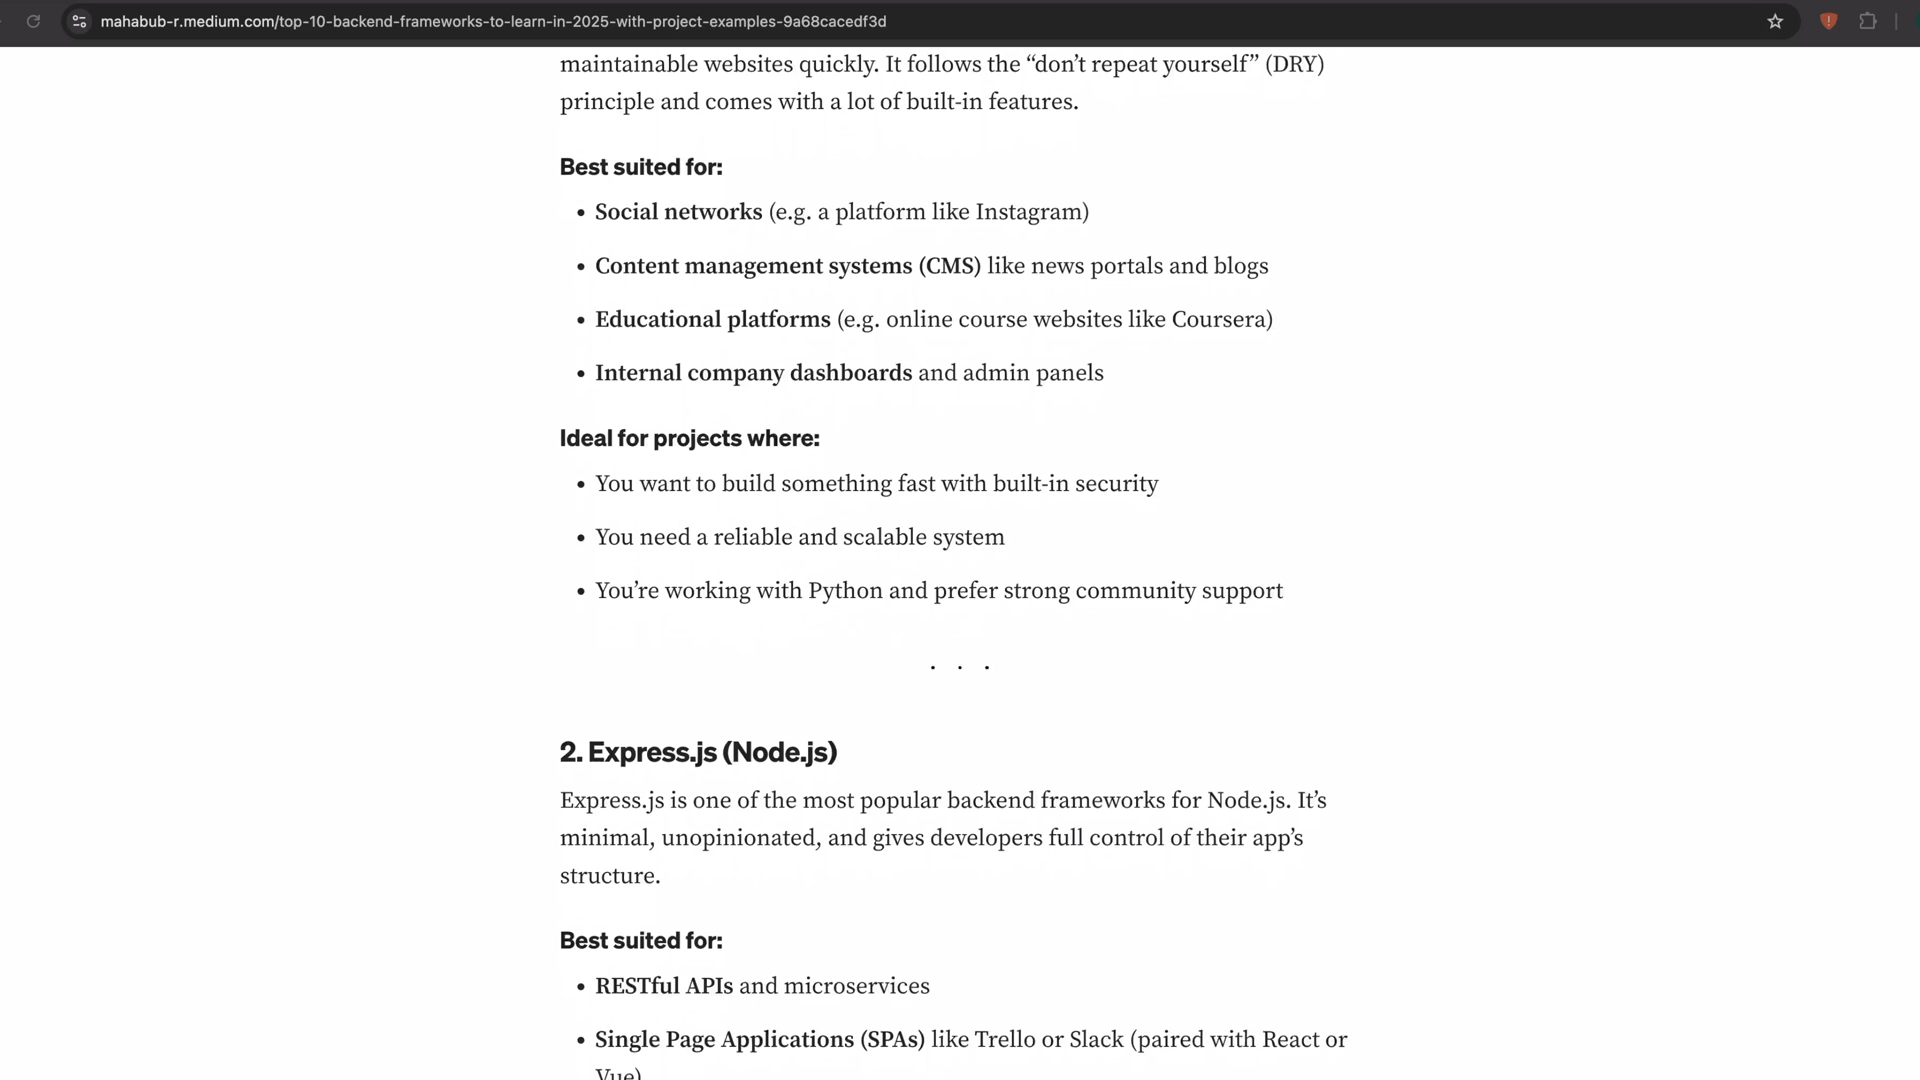 mahabub-r.medium.com/top-10-backend-frameworks-to-learn-in-2025-with-project-examples-9a68cacedf3d
maintainable websites quickly. It follows the “don’t repeat yourself” (DRY)
principle and comes with a lot of built-in features.
Best suited for:
• Social networks (e.g. a platform like Instagram)
• Content management systems (CMS) like news portals and blogs
• Educational platforms (e.g. online course websites like Coursera)
• Internal company dashboards and admin panels
Ideal for projects where:
• You want to build something fast with built-in security
• You need a reliable and scalable system
• You’re working with Python and prefer strong community support
. . .
2. Express.js (Node.js)
Express.js is one of the most popular backend frameworks for Node.js. It’s
minimal, unopinionated, and gives developers full control of their app’s
structure.
Best suited for:
• RESTful APIs and microservices
• Single Page Applications (SPAs) like Trello or Slack (paired with React or
Vue)